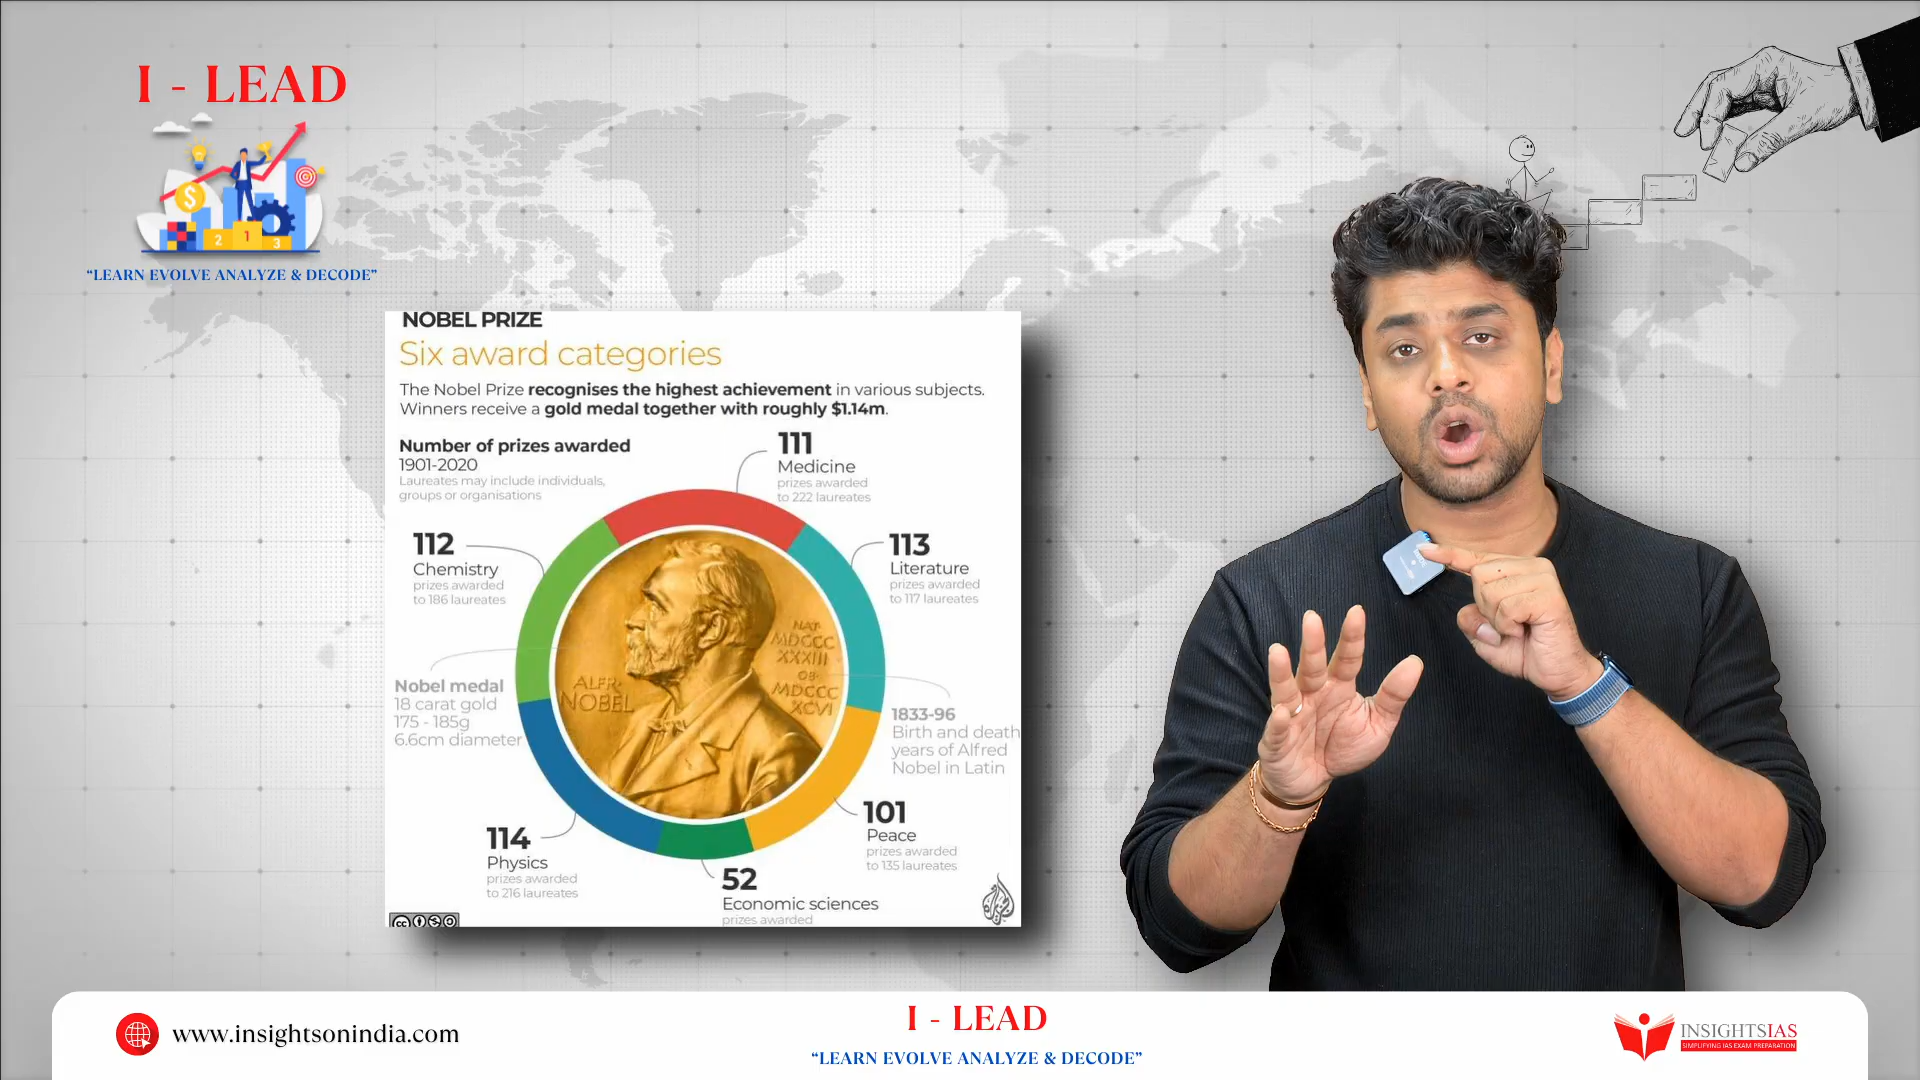 I - LEAD
$
2 1 3
“LEARN EVOLVE ANALYZE & DECODE”
NOBEL PRIZE
Six award categories
The Nobel Prize recognises the highest achievement in various subjects.
Winners receive a gold medal together with roughly $1.14m.
Number of prizes awarded
1901-2020
Laureates may include individuals,
groups or organisations
111
Medicine
prizes awarded
to 222 laureates
112
Chemistry
prizes awarded
to 186 laureates
113
Literature
prizes awarded
to 117 laureates
ALFR·
NOBEL
NAT·
MDCCC
XXXIII
OB·
MDCCC
XCVI
Nobel medal
18 carat gold
175 - 185g
6.6cm diameter
1833-96
Birth and death
years of Alfred
Nobel in Latin
101
Peace
prizes awarded
to 135 laureates
114
Physics
prizes awarded
to 216 laureates
52
Economic sciences
prizes awarded
cc
www.insightsonindia.com
I - LEAD
“LEARN EVOLVE ANALYZE & DECODE”
INSIGHTSIAS
SIMPLIFYING IAS EXAM PREPARATION